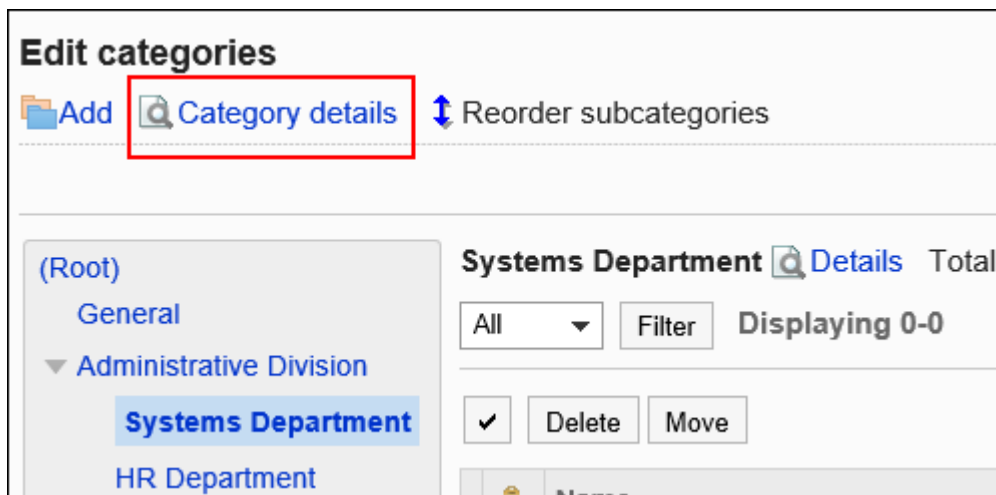 Edit categories
Add Category details Reorder subcategories
(Root)
General
Administrative Division
Systems Department
HR Department
Systems Department Details Total
All Filter Displaying 0-0
Delete Move
Name